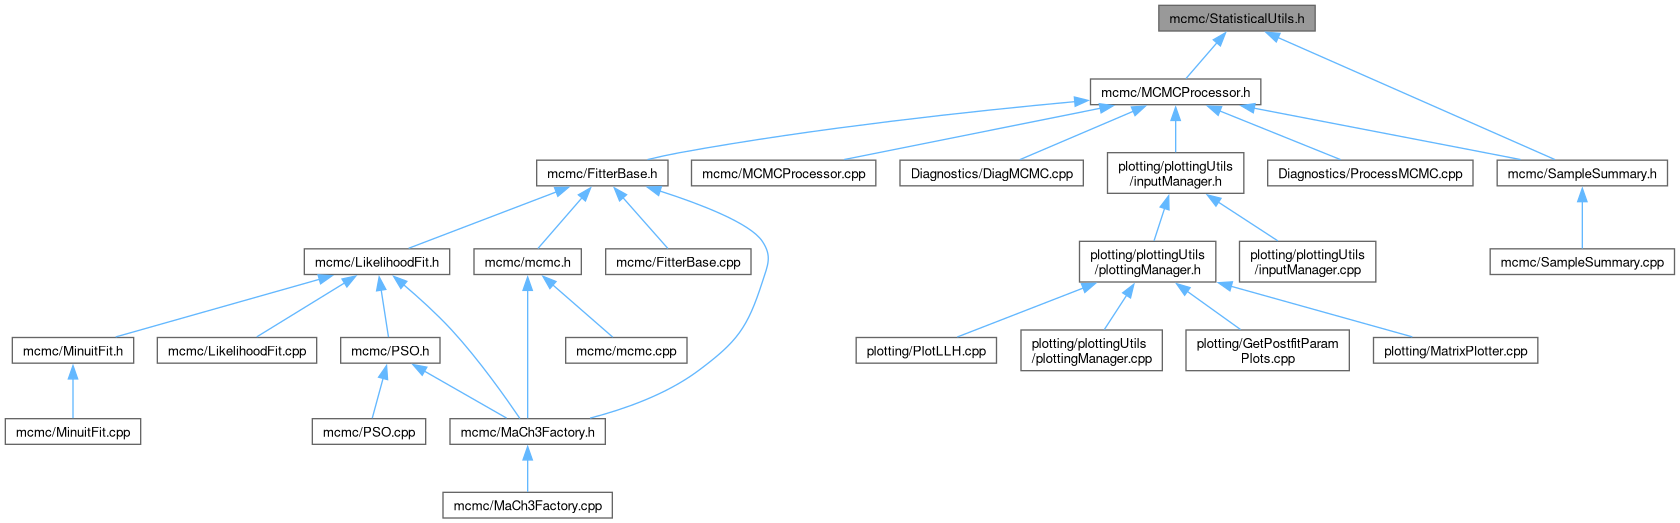 mcmc/StatisticalUtils.h
mcmc/MCMCProcessor.h
mcmc/FitterBase.h
mcmc/MCMCProcessor.cpp
Diagnostics/DiagMCMC.cpp
plotting/plottingUtils
/inputManager.h
Diagnostics/ProcessMCMC.cpp
mcmc/SampleSummary.h
mcmc/LikelihoodFit.h
mcmc/mcmc.h
mcmc/FitterBase.cpp
plotting/plottingUtils
/plottingManager.h
plotting/plottingUtils
/inputManager.cpp
mcmc/SampleSummary.cpp
mcmc/MinuitFit.h
mcmc/LikelihoodFit.cpp
mcmc/PSO.h
mcmc/mcmc.cpp
plotting/PlotLLH.cpp
plotting/plottingUtils
/plottingManager.cpp
plotting/GetPostfitParam
Plots.cpp
plotting/MatrixPlotter.cpp
mcmc/MinuitFit.cpp
mcmc/PSO.cpp
mcmc/MaCh3Factory.h
mcmc/MaCh3Factory.cpp